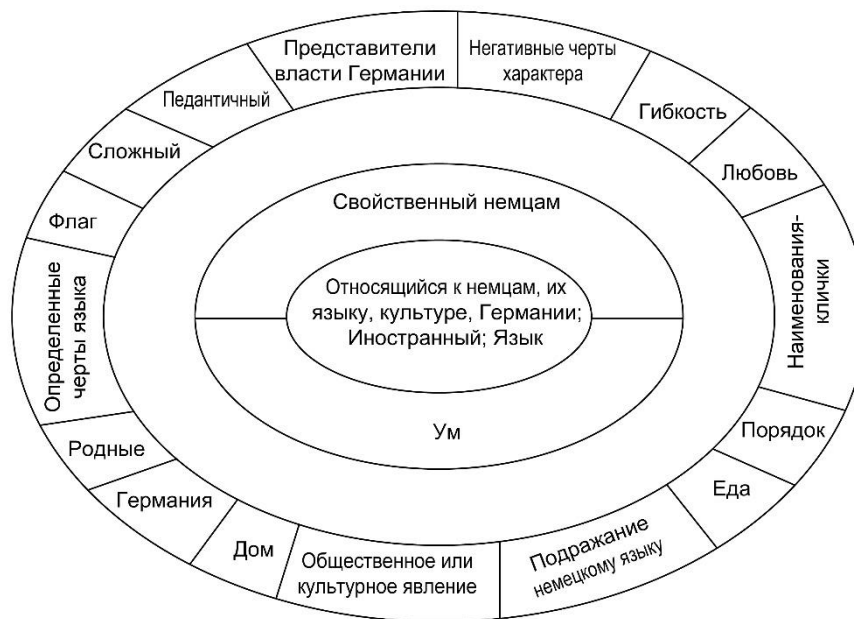 Представители
власти Германии
Негативные черты
характера
Гибкость
Любовь
Наименования-
клички
Порядок
Еда
Подражание
немецкому языку
Общественное или
культурное явление
Дом
Германия
Родные
Определенные
черты языка
Флаг
Сложный
Педантичный
Свойственный немцам
Относящийся к немцам, их
языку, культуре, Германии;
Иностранный; Язык
Ум